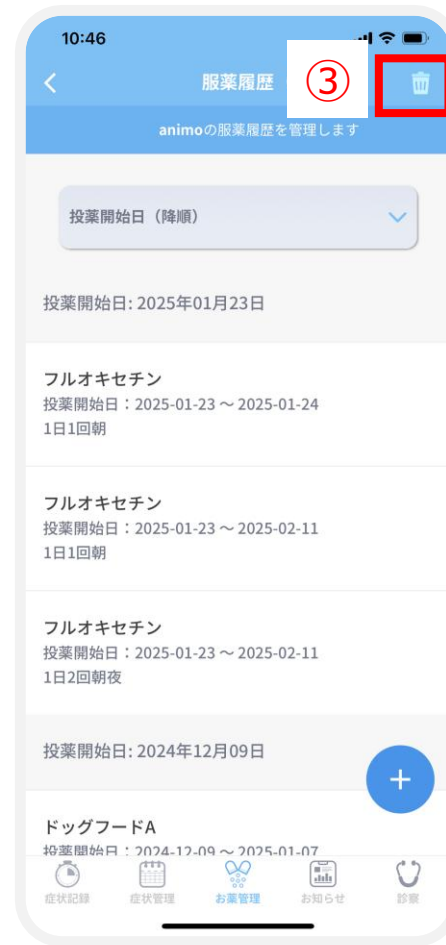 10:46
服薬履歴
③
animoの服薬履歴を管理します
投薬開始日（降順）
投薬開始日: 2025年01月23日
フルオキセチン
投薬開始日：2025-01-23 ～ 2025-01-24
1日1回朝
フルオキセチン
投薬開始日：2025-01-23 ～ 2025-02-11
1日1回朝
フルオキセチン
投薬開始日：2025-01-23 ～ 2025-02-11
1日2回朝夜
投薬開始日: 2024年12月09日
ドッグフードA
投薬開始日：2024-12-09 ～ 2025-01-07
症状記録 症状管理 お薬管理 お知らせ 診察